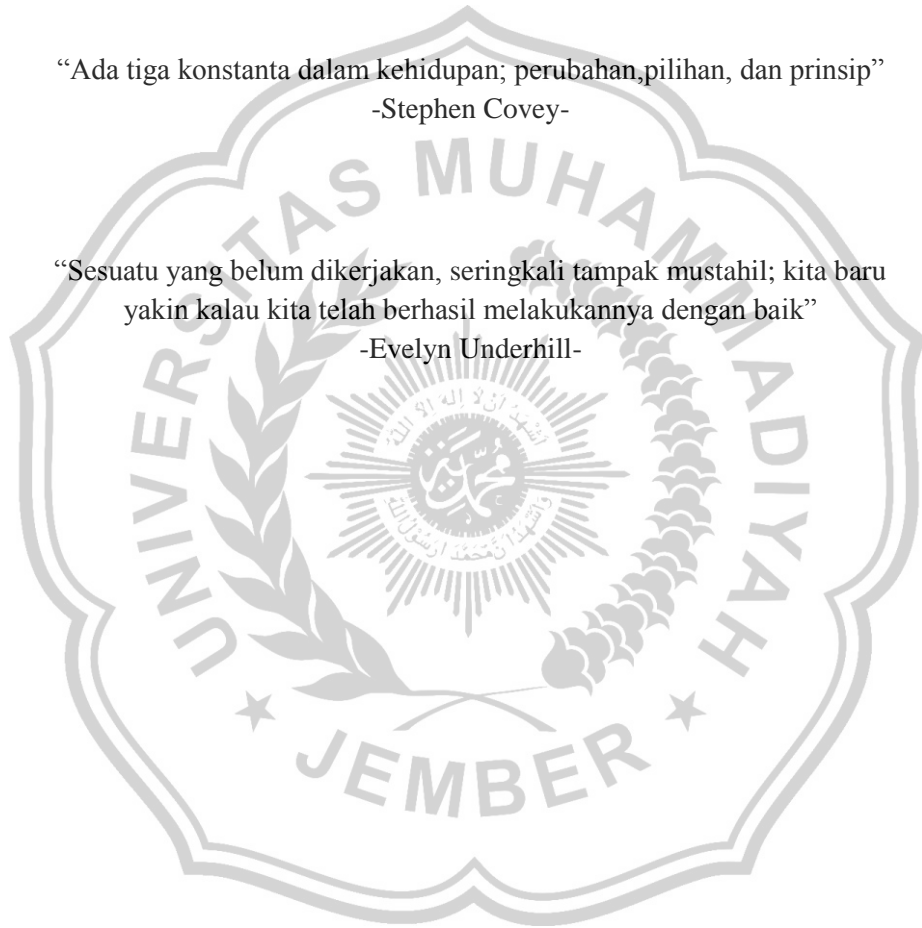 “Ada tiga konstanta dalam kehidupan; perubahan,pilihan, dan prinsip”
-Stephen Covey-
“Sesuatu yang belum dikerjakan, seringkali tampak mustahil; kita baru
yakin kalau kita telah berhasil melakukannya dengan baik”
-Evelyn Underhill-
UNIVERSITAS MUHAMMADIYAH
JEMBER